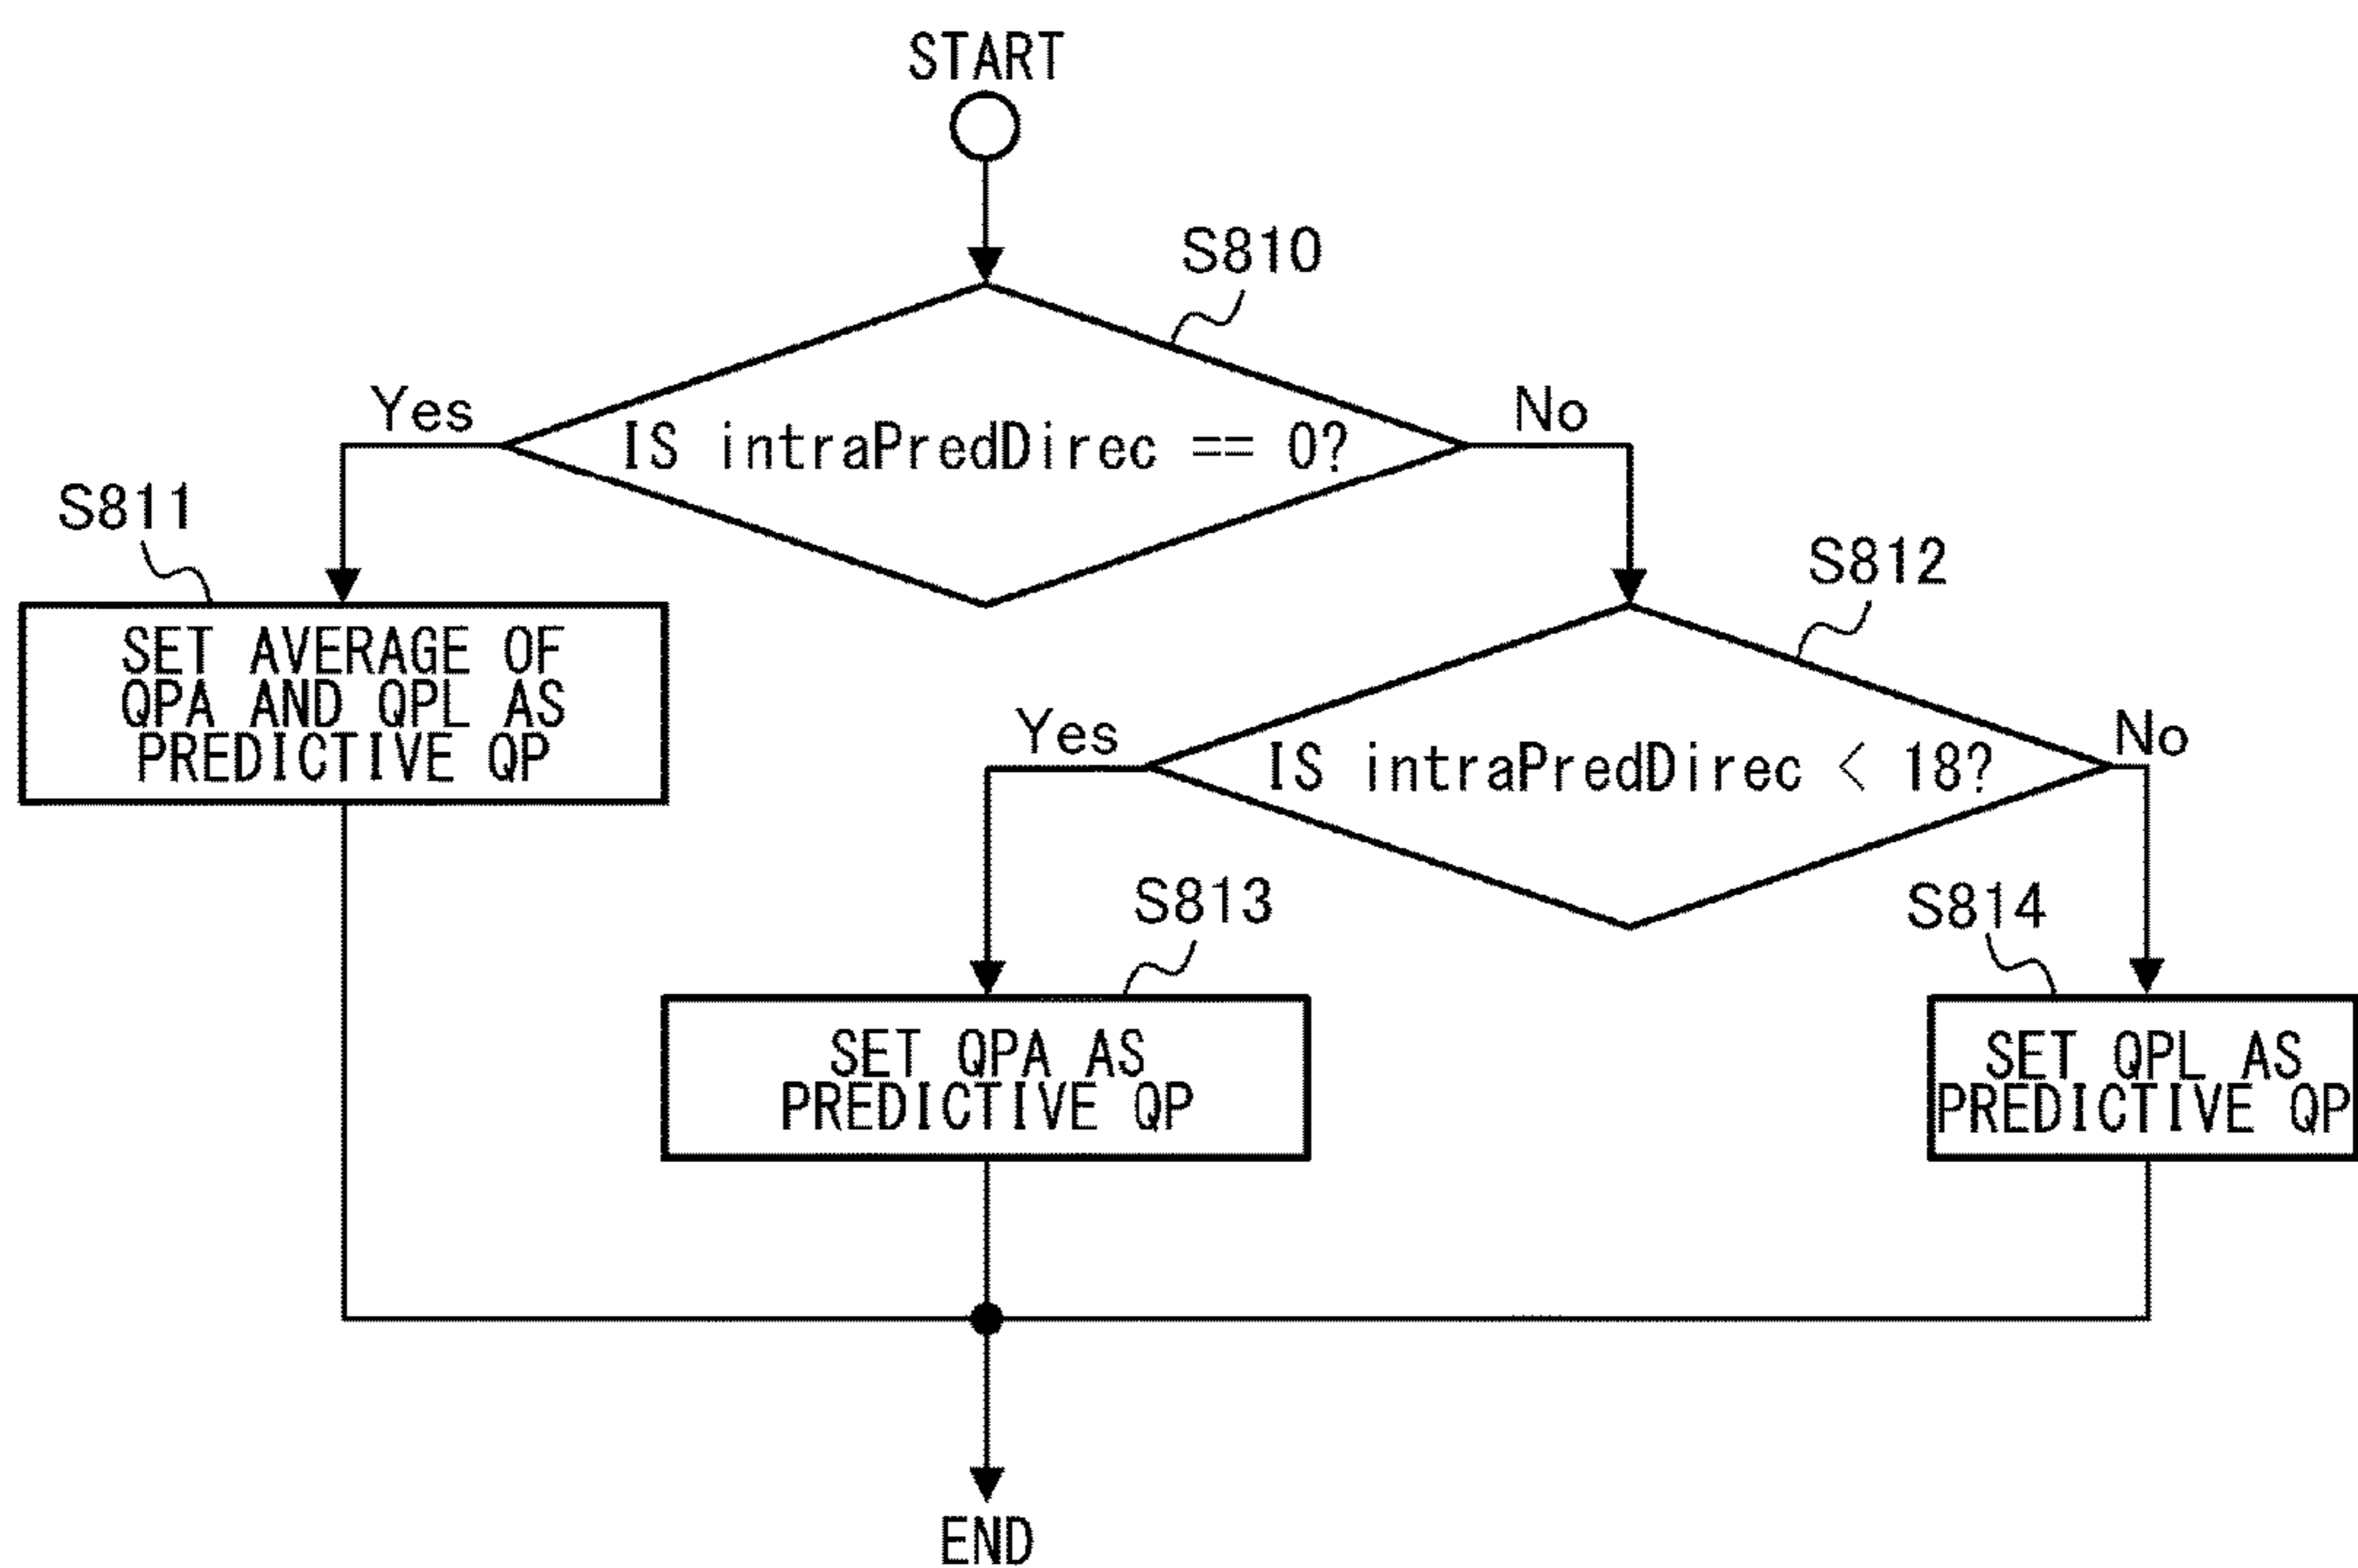 START
S810
Yes
No
IS intraPredDirec == 0?
S811
S812
SET AVERAGE OF
QPA AND QPL AS
PREDICTIVE QP
Yes
No
IS intraPredDirec < 18?
S813
S814
SET QPA AS
PREDICTIVE QP
SET QPL AS
PREDICTIVE QP
END